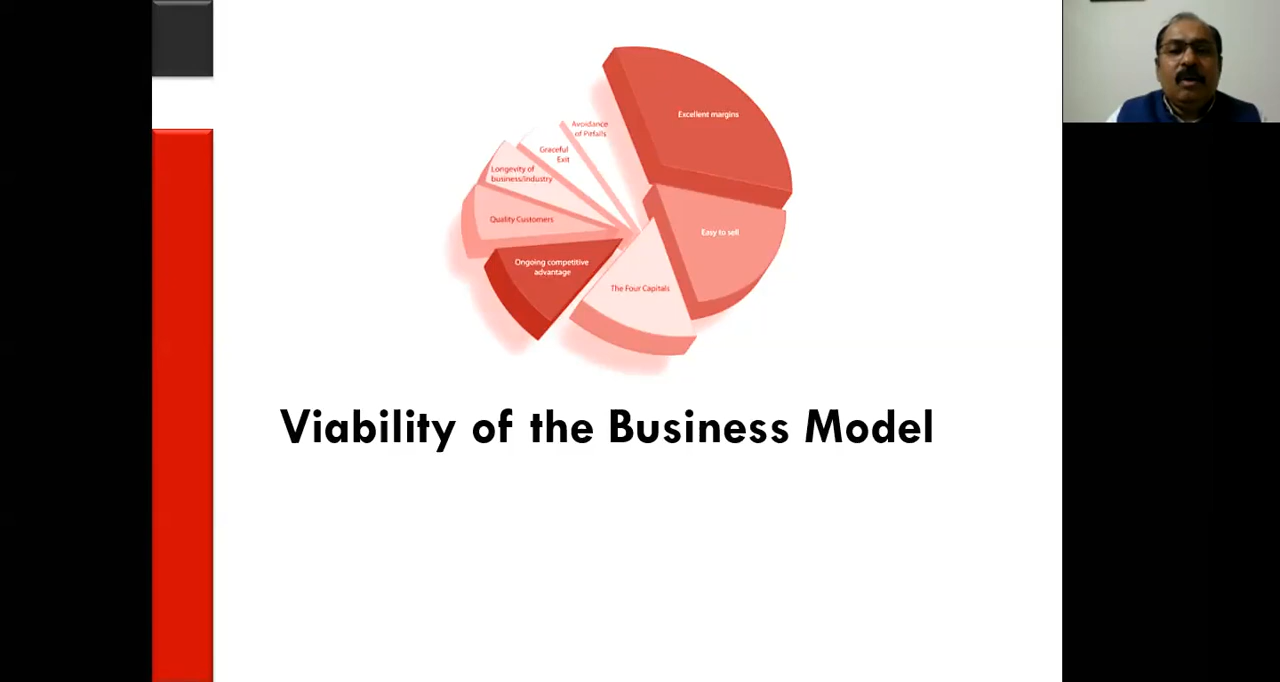 Excellent margins
Easy to sell
The Four Capitals
Ongoing competitive
advantage
Quality Customers
Longevity of
business/industry
Graceful
Exit
Avoidance
of Pitfalls
Viability of the Business Model